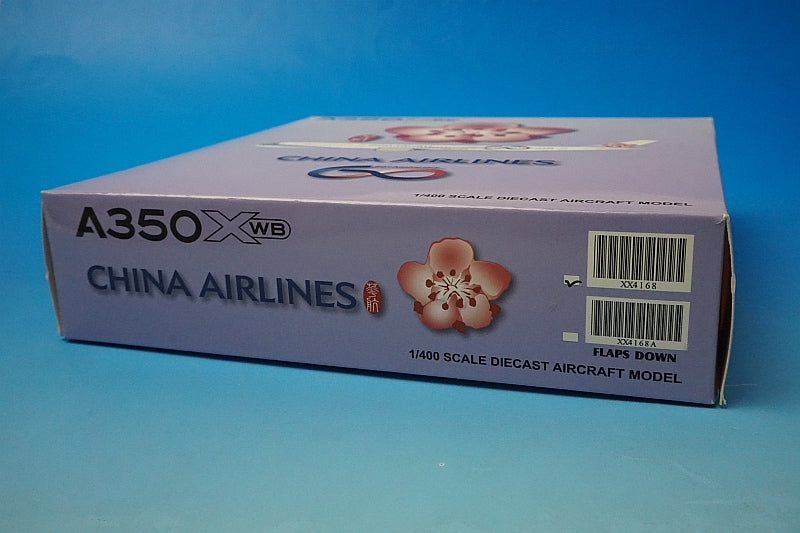 CHINA AIRLINES
1/400 SCALE DIECAST AIRCRAFT MODEL
A350XWB
CHINA AIRLINES
XX4168
XX4168A
FLAPS DOWN
1/400 SCALE DIECAST AIRCRAFT MODEL